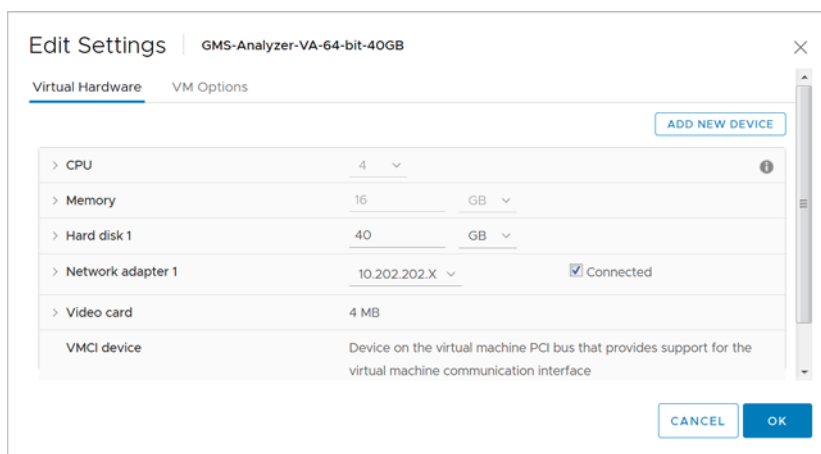 Edit Settings GMS-Analyzer-VA-64-bit-40GB
Virtual Hardware VM Options
ADD NEW DEVICE
CPU 4
Memory 16 GB
Hard disk 1 40 GB
Network adapter 1 10.202.202.X Connected
Video card 4 MB
VMCI device Device on the virtual machine PCI bus that provides support for the
virtual machine communication interface
CANCEL OK